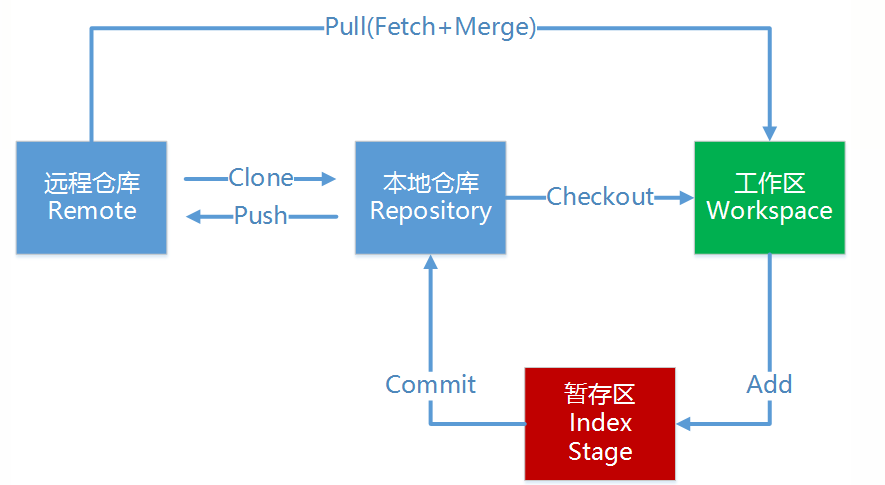 Pull(Fetch+Merge)
远程仓库
Remote
Clone
Push
本地仓库
Repository
Checkout
工作区
Workspace
Commit
暂存区
Index
Stage
Add